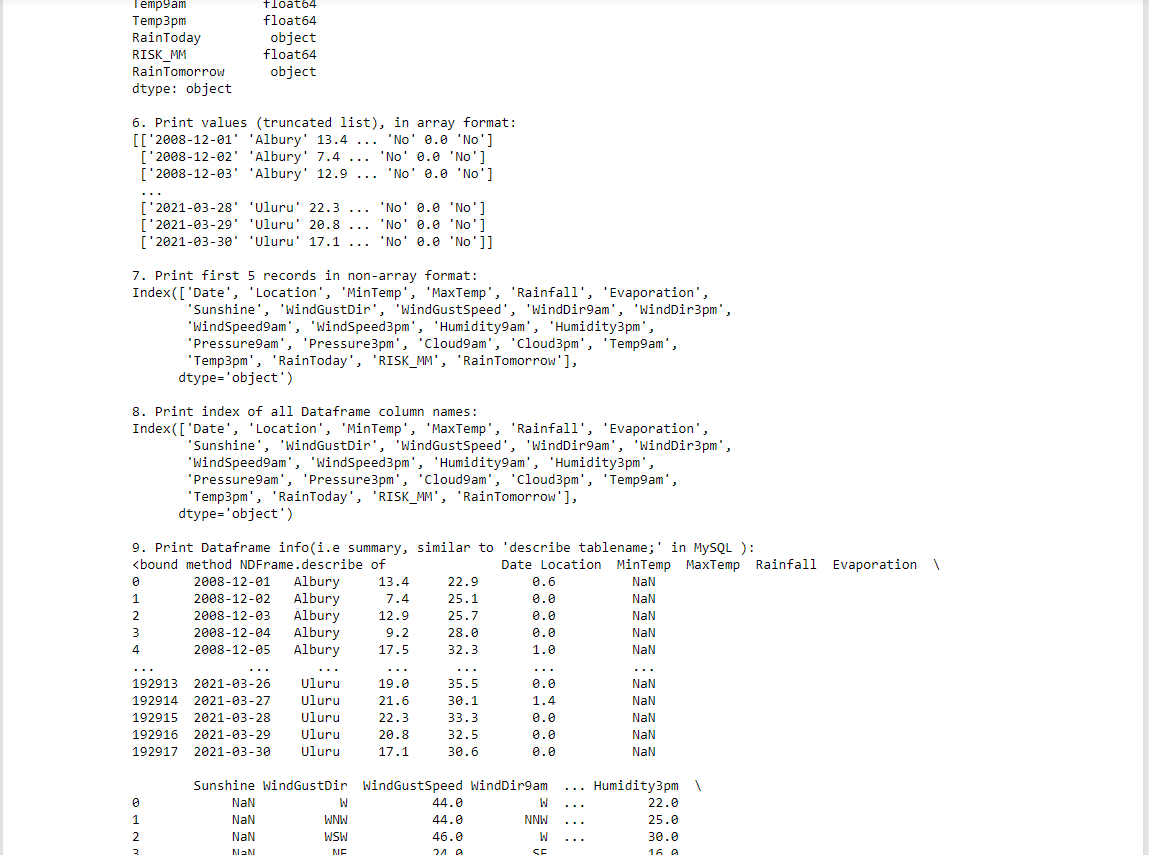 Temp9am          float64
Temp3pm          float64
RainToday         object
RISK_MM          float64
RainTomorrow      object
dtype: object

6. Print values (truncated list), in array format:
[['2008-12-01' 'Albury' 13.4 ... 'No' 0.0 'No']
 ['2008-12-02' 'Albury' 7.4 ... 'No' 0.0 'No']
 ['2008-12-03' 'Albury' 12.9 ... 'No' 0.0 'No']
 ...
 ['2021-03-28' 'Uluru' 22.3 ... 'No' 0.0 'No']
 ['2021-03-29' 'Uluru' 20.8 ... 'No' 0.0 'No']
 ['2021-03-30' 'Uluru' 17.1 ... 'No' 0.0 'No']]

7. Print first 5 records in non-array format:
Index(['Date', 'Location', 'MinTemp', 'MaxTemp', 'Rainfall', 'Evaporation',
       'Sunshine', 'WindGustDir', 'WindGustSpeed', 'WindDir9am', 'WindDir3pm',
       'WindSpeed9am', 'WindSpeed3pm', 'Humidity9am', 'Humidity3pm',
       'Pressure9am', 'Pressure3pm', 'Cloud9am', 'Cloud3pm', 'Temp9am',
       'Temp3pm', 'RainToday', 'RISK_MM', 'RainTomorrow'],
      dtype='object')

8. Print index of all Dataframe column names:
Index(['Date', 'Location', 'MinTemp', 'MaxTemp', 'Rainfall', 'Evaporation',
       'Sunshine', 'WindGustDir', 'WindGustSpeed', 'WindDir9am', 'WindDir3pm',
       'WindSpeed9am', 'WindSpeed3pm', 'Humidity9am', 'Humidity3pm',
       'Pressure9am', 'Pressure3pm', 'Cloud9am', 'Cloud3pm', 'Temp9am',
       'Temp3pm', 'RainToday', 'RISK_MM', 'RainTomorrow'],
      dtype='object')

9. Print Dataframe info(i.e summary, similar to 'describe tablename;' in MySQL ):
<bound method NDFrame.describe of               Date Location  MinTemp  MaxTemp  Rainfall  Evaporation  \
0       2008-12-01   Albury     13.4     22.9       0.6          NaN
1       2008-12-02   Albury      7.4     25.1       0.0          NaN
2       2008-12-03   Albury     12.9     25.7       0.0          NaN
3       2008-12-04   Albury      9.2     28.0       0.0          NaN
4       2008-12-05   Albury     17.5     32.3       1.0          NaN
...            ...      ...      ...      ...       ...          ...
192913  2021-03-26    Uluru     19.0     35.5       0.0          NaN
192914  2021-03-27    Uluru     21.6     30.1       1.4          NaN
192915  2021-03-28    Uluru     22.3     33.3       0.0          NaN
192916  2021-03-29    Uluru     20.8     32.5       0.0          NaN
192917  2021-03-30    Uluru     17.1     30.6       0.0          NaN

        Sunshine WindGustDir  WindGustSpeed WindDir9am  ... Humidity3pm  \
0            NaN           W           44.0          W  ...        22.0
1            NaN         WNW           44.0        NNW  ...        25.0
2            NaN         WSW           46.0          W  ...        30.0
3            NaN          NE           24.0         SE  ...        16.0